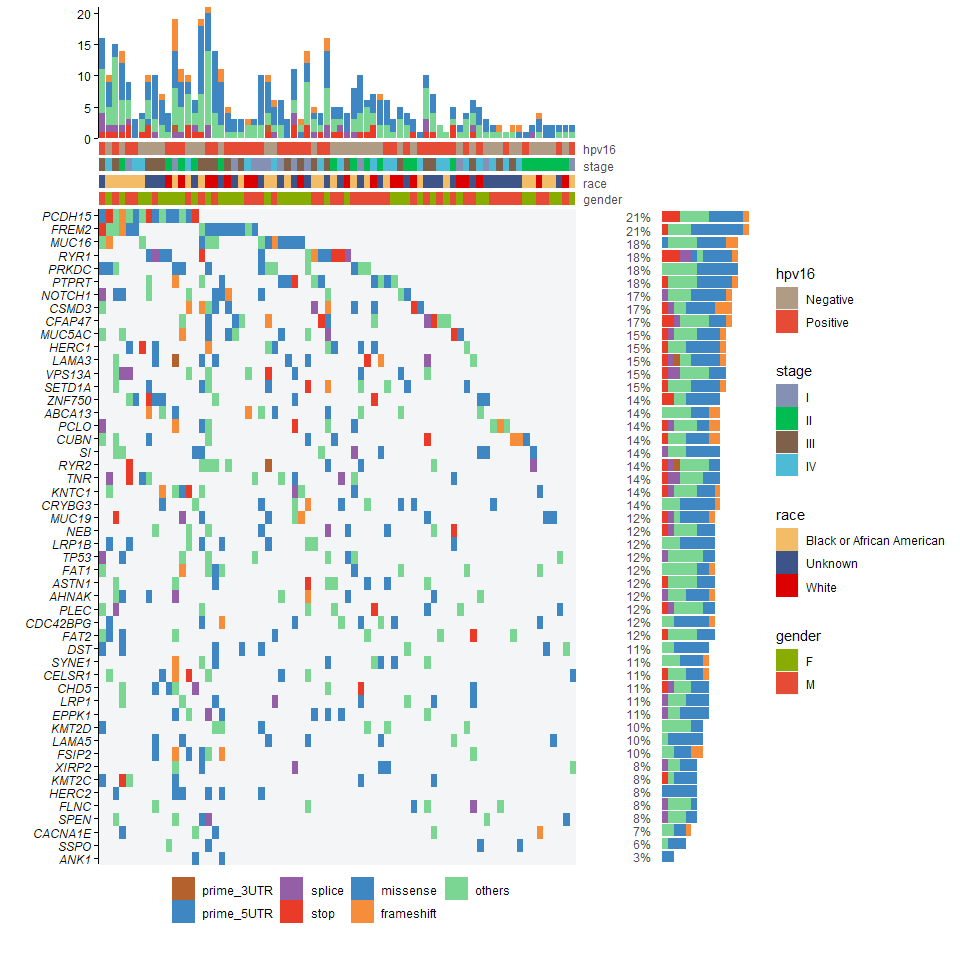 20
15
10
5
0
hpv16
stage
race
gender
PCDH15 21%
FREM2 21%
MUC16 18%
RYR1 18%
PRKDC 18%
PTPRT 18%
NOTCH1 17%
CSMD3 17%
CFAP47 17%
MUC5AC 15%
HERC1 15%
LAMA3 15%
VPS13A 15%
SETD1A 15%
ZNF750 14%
ABCA13 14%
PCLO 14%
CUBN 14%
SI 14%
RYR2 14%
TNR 14%
KNTC1 14%
CRYBG3 14%
MUC19 12%
NEB 12%
LRP1B 12%
TP53 12%
FAT1 12%
ASTN1 12%
AHNAK 12%
PLEC 12%
CDC42BPG 12%
FAT2 12%
DST 11%
SYNE1 11%
CELSR1 11%
CHD5 11%
LRP1 11%
EPPK1 11%
KMT2D 10%
LAMA5 10%
FSIP2 10%
XIRP2 8%
KMT2C 8%
HERC2 8%
FLNC 8%
SPEN 8%
CACNA1E 7%
SSPO 6%
ANK1 3%
hpv16
Negative
Positive
stage
I
II
III
IV
race
Black or African American
Unknown
White
gender
F
M
prime_3UTR splice missense others
prime_5UTR stop frameshift